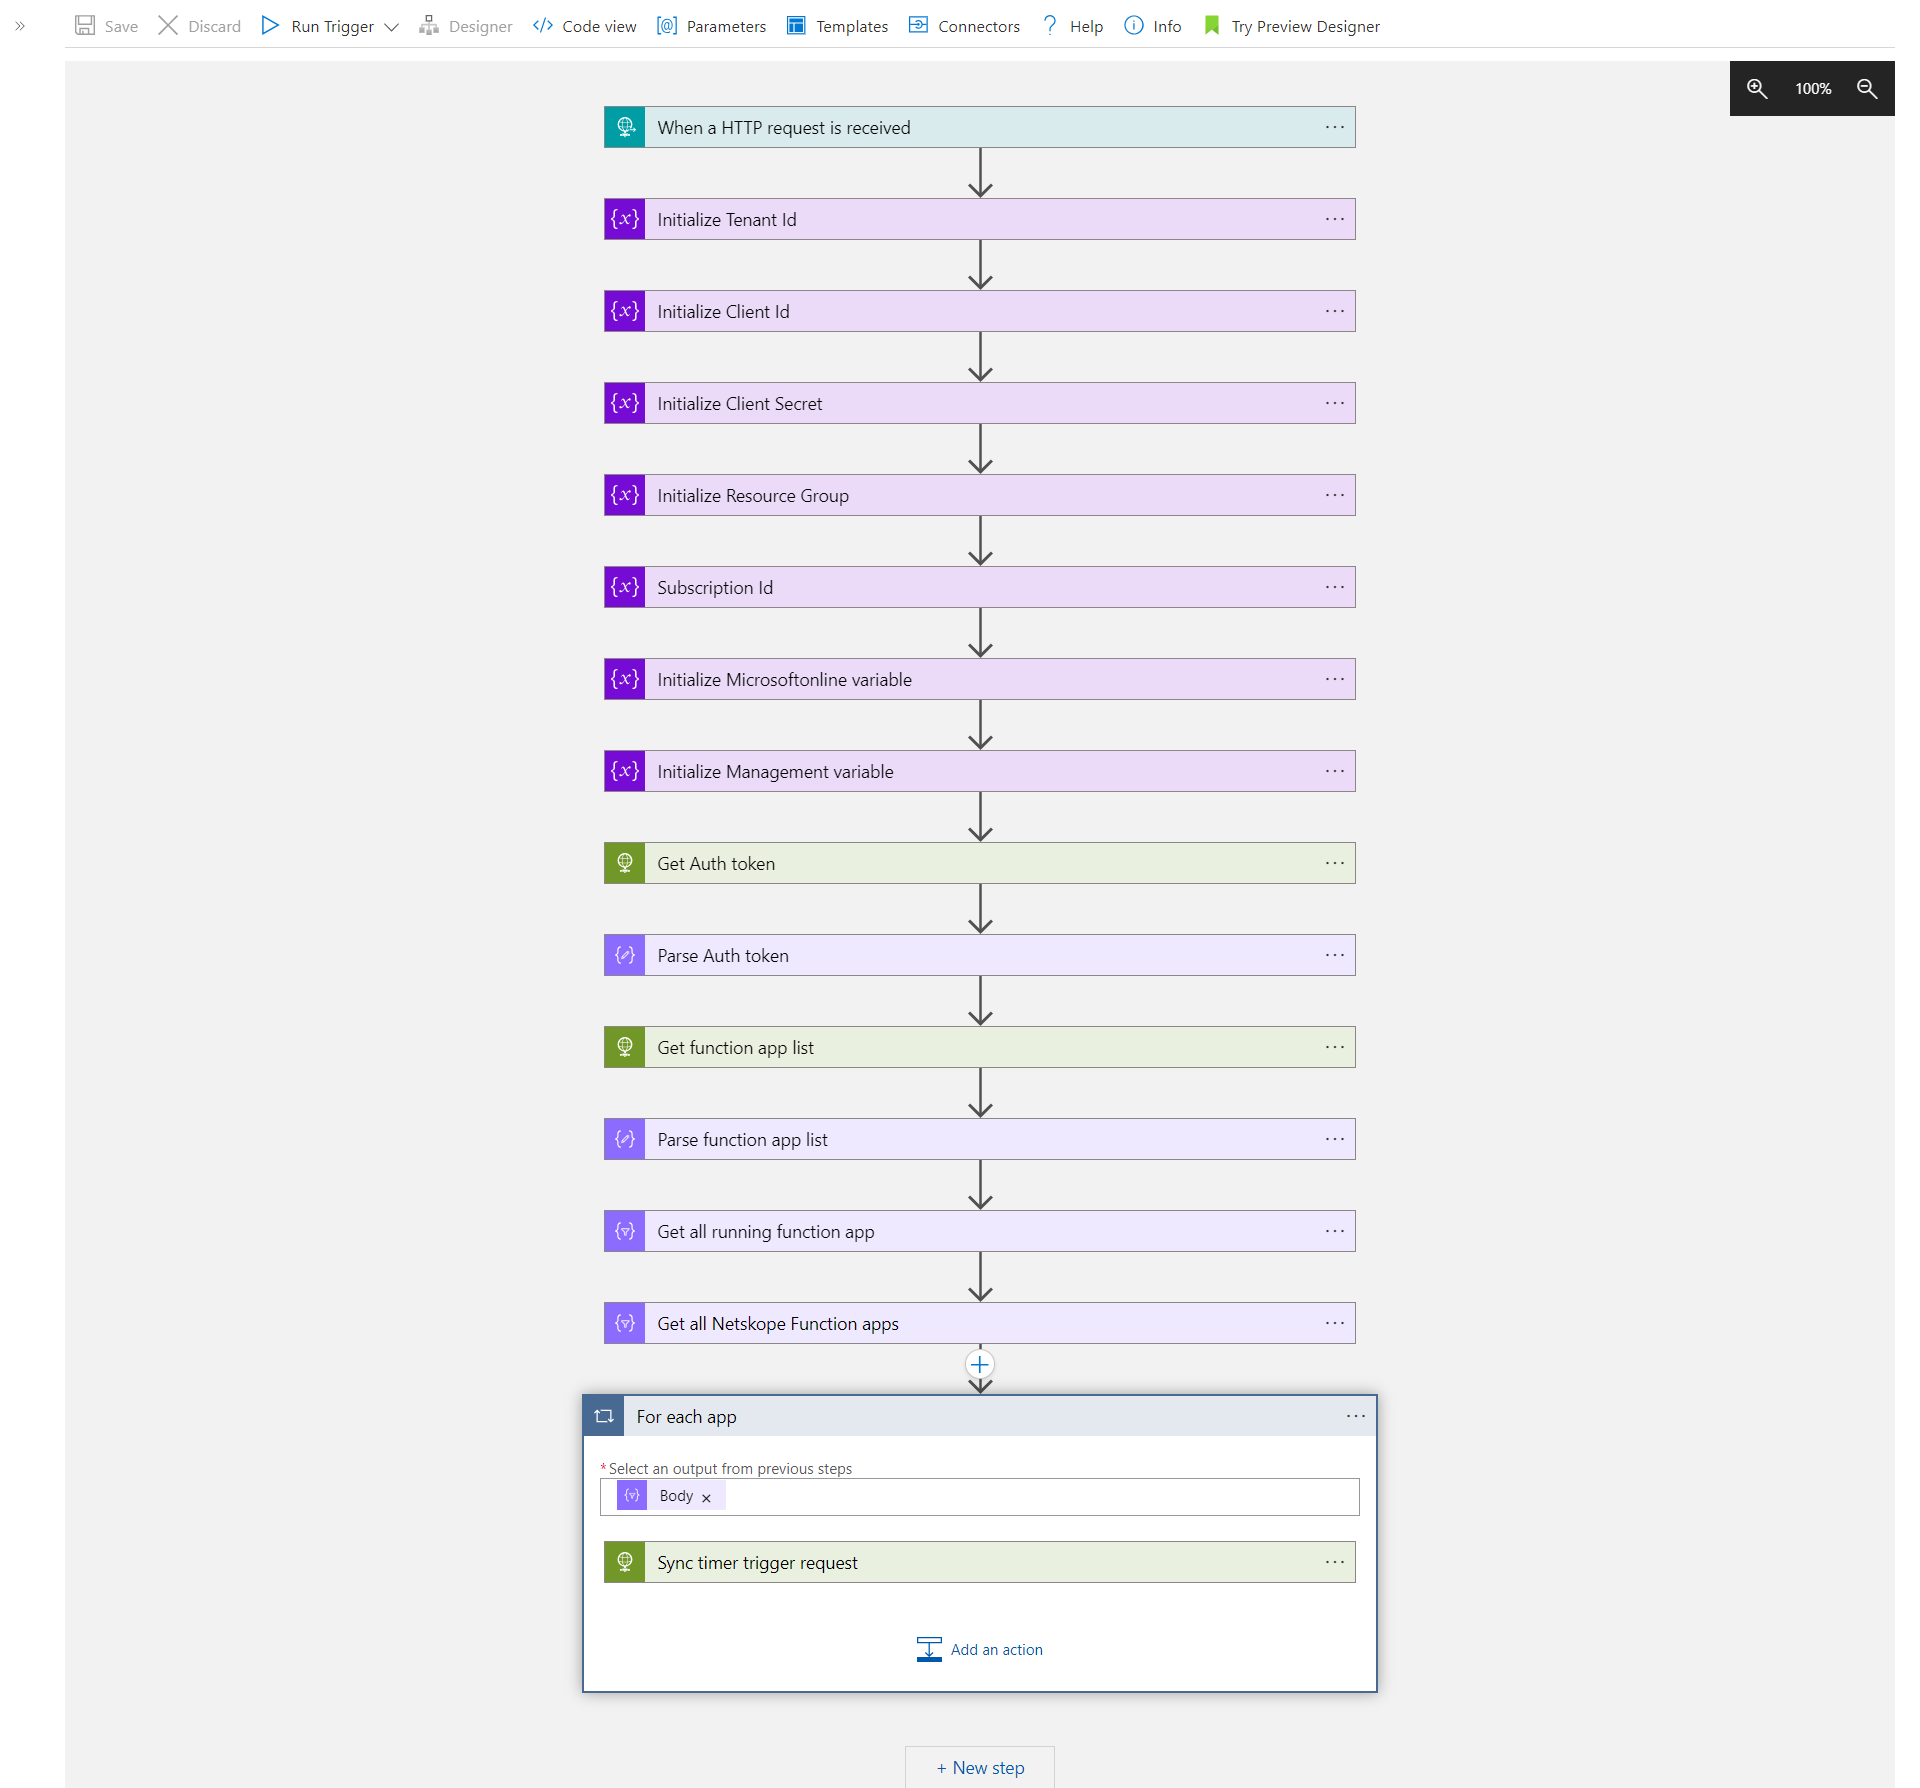 Save Discard Run Trigger Designer Code view Parameters Templates Connectors Help Info Try Preview Designer
100%
When a HTTP request is received
Initialize Tenant Id
Initialize Client Id
Initialize Client Secret
Initialize Resource Group
Subscription Id
Initialize Microsoftonline variable
Initialize Management variable
Get Auth token
Parse Auth token
Get function app list
Parse function app list
Get all running function app
Get all Netskope Function apps
For each app
*Select an output from previous steps
Body ×
Sync timer trigger request
Add an action
+ New step